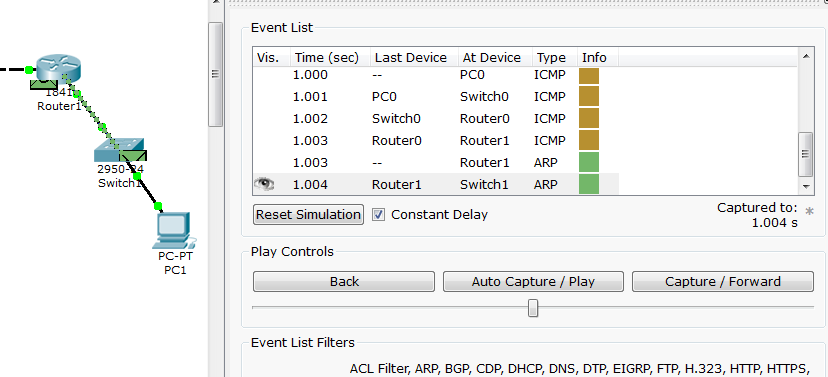 1841
Router1
2950-24
Switch1
PC-PT
PC1
Event List
Vis. Time (sec) Last Device At Device Type Info
1.000 -- PC0 ICMP
1.001 PC0 Switch0 ICMP
1.002 Switch0 Router0 ICMP
1.003 Router0 Router1 ICMP
1.003 -- Router1 ARP
1.004 Router1 Switch1 ARP
Reset Simulation Constant Delay Captured to: *
1.004 s
Play Controls
Back Auto Capture / Play Capture / Forward
Event List Filters
ACL Filter, ARP, BGP, CDP, DHCP, DNS, DTP, EIGRP, FTP, H.323, HTTP, HTTPS,